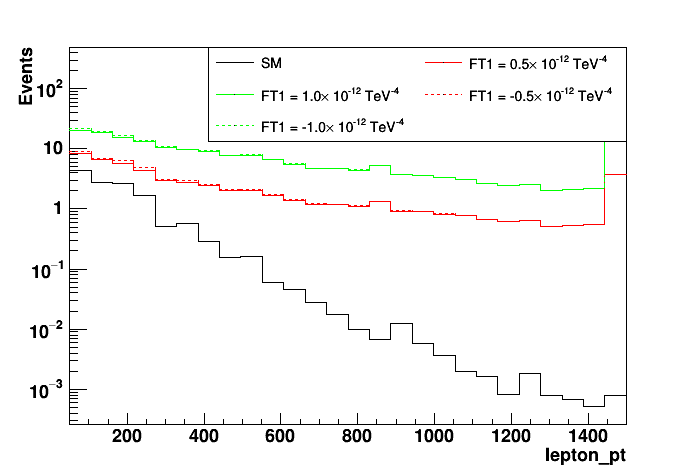 Events
SM
FT1 = 0.5× 10⁻¹² TeV⁻⁴
FT1 = 1.0× 10⁻¹² TeV⁻⁴
FT1 = -0.5× 10⁻¹² TeV⁻⁴
FT1 = -1.0× 10⁻¹² TeV⁻⁴
10²
10
1
10⁻¹
10⁻²
10⁻³
200 400 600 800 1000 1200 1400
lepton_pt